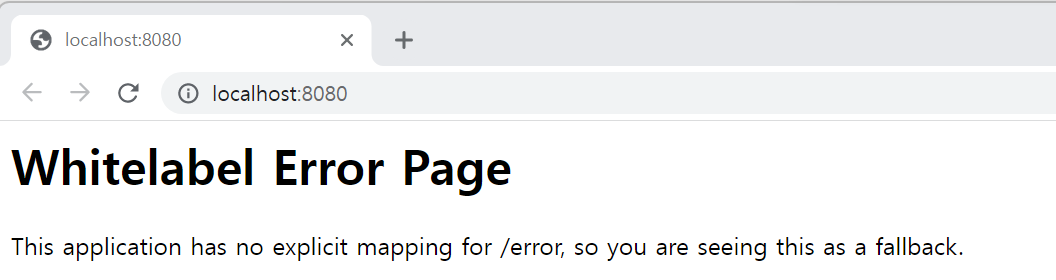 localhost:8080
localhost:8080
Whitelabel Error Page
This application has no explicit mapping for /error, so you are seeing this as a fallback.